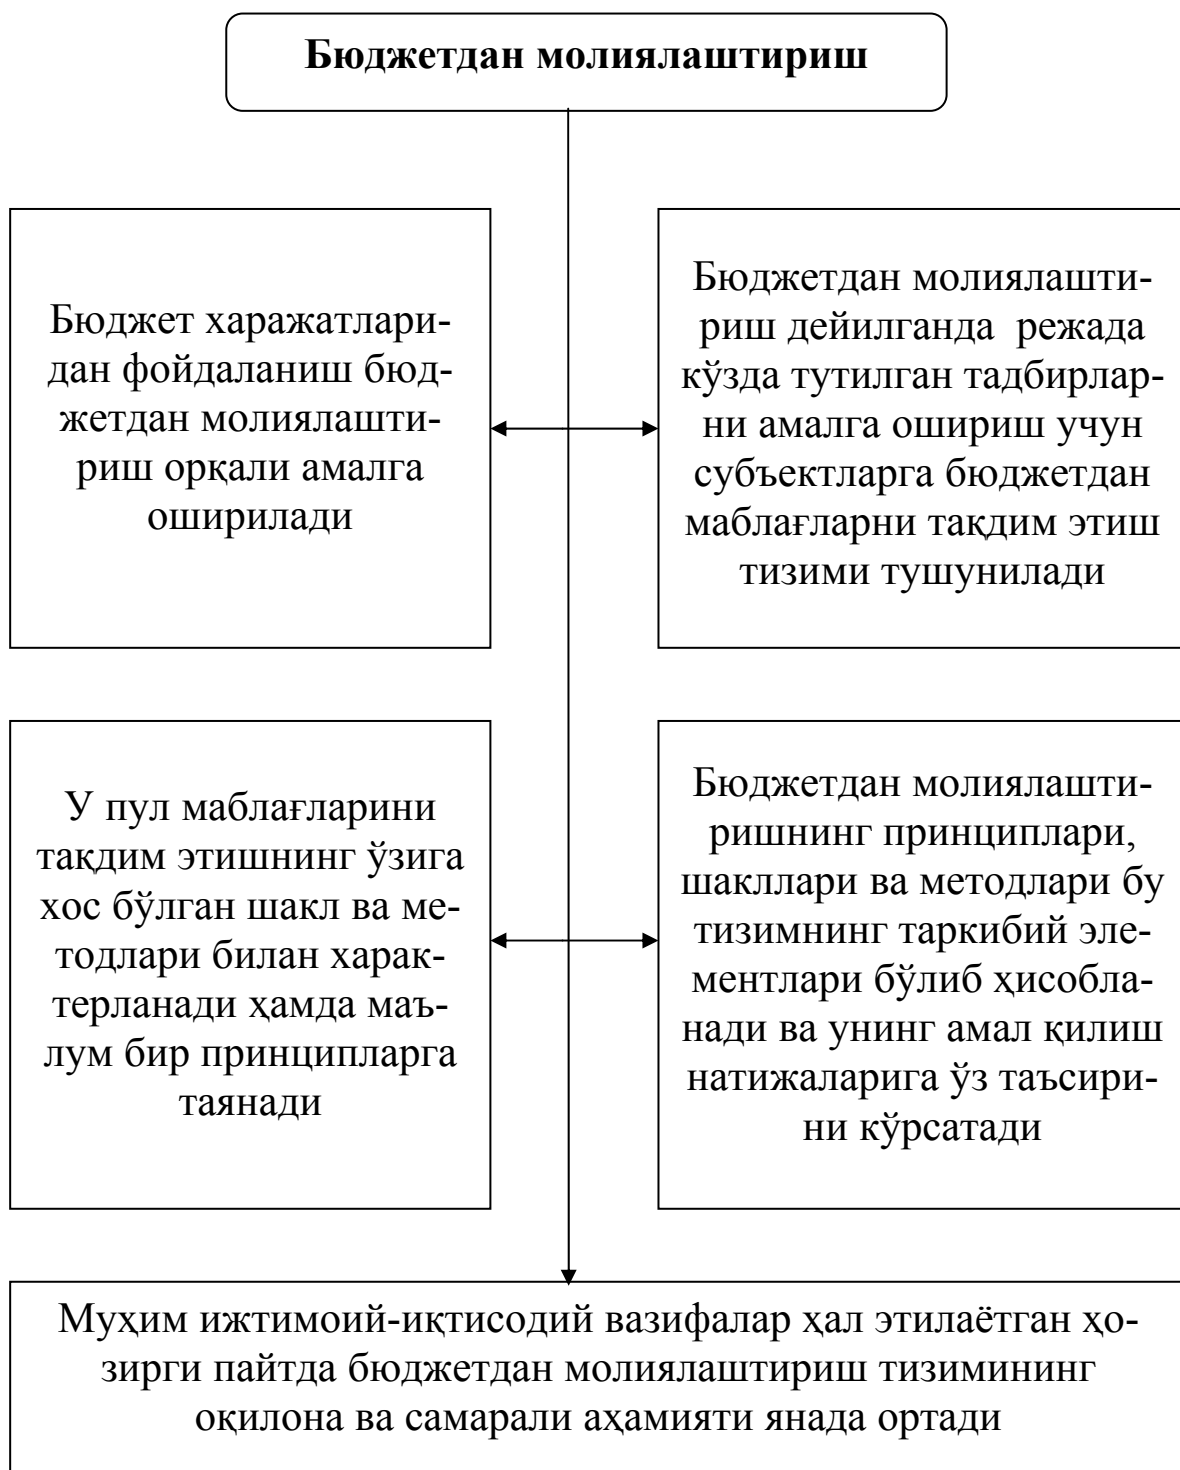 Бюджетдан молиялаштириш
Бюджет харажатлари-
дан фойдаланиш бюд-
жетдан молиялашти-
риш орқали амалга
оширилади
Бюджетдан молиялашти-
риш дейилганда режада
кўзда тутилган тадбирлар-
ни амалга ошириш учун
субъектларга бюджетдан
маблағларни тақдим этиш
тизими тушунилади
У пул маблағларини
тақдим этишнинг ўзига
хос бўлган шакл ва ме-
тодлари билан харак-
терланади ҳамда маъ-
лум бир принципларга
таянади
Бюджетдан молиялашти-
ришнинг принциплари,
шакллари ва методлари бу
тизимнинг таркибий эле-
ментлари бўлиб ҳисобла-
нади ва унинг амал қилиш
натижаларига ўз таъсири-
ни кўрсатади
Муҳим ижтимоий-иқтисодий вазифалар ҳал этилаётган ҳо-
зирги пайтда бюджетдан молиялаштириш тизимининг
оқилона ва самарали аҳамияти янада ортади